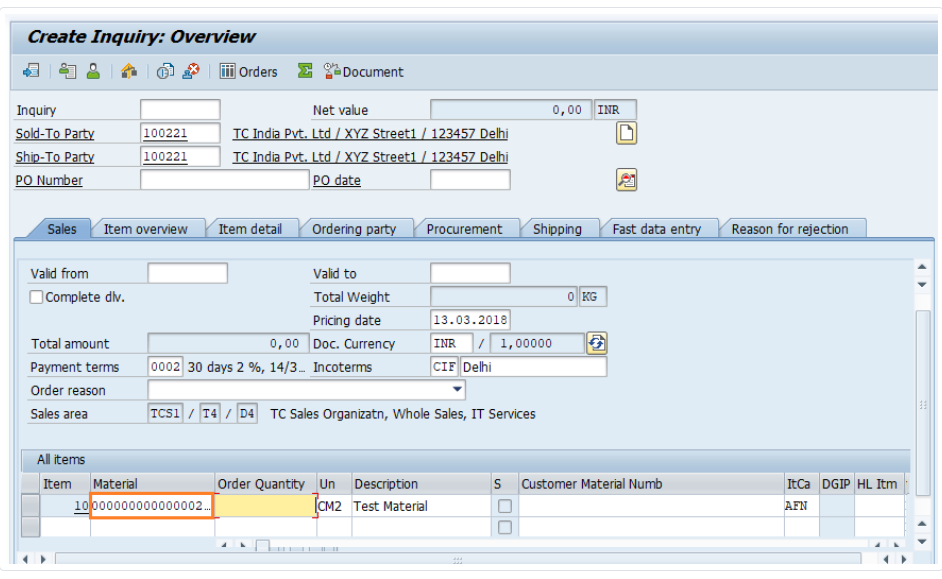 Create Inquiry: Overview
Orders Document
Inquiry Net value 0,00 INR
Sold-To Party 100221 TC India Pvt. Ltd / XYZ Street1 / 123457 Delhi
Ship-To Party 100221 TC India Pvt. Ltd / XYZ Street1 / 123457 Delhi
PO Number PO date
Sales Item overview Item detail Ordering party Procurement Shipping Fast data entry Reason for rejection
Valid from Valid to
Complete dlv. Total Weight 0 KG
Pricing date 13.03.2018
Total amount 0,00 Doc. Currency INR / 1,00000
Payment terms 0002 30 days 2 %, 14/3... Incoterms CIF Delhi
Order reason
Sales area TCS1 / T4 / D4 TC Sales Organizatn, Whole Sales, IT Services
All items
Item Material Order Quantity Un Description S Customer Material Numb ItCa DGIP HL Itm
10 000000000000002... CM2 Test Material AFN